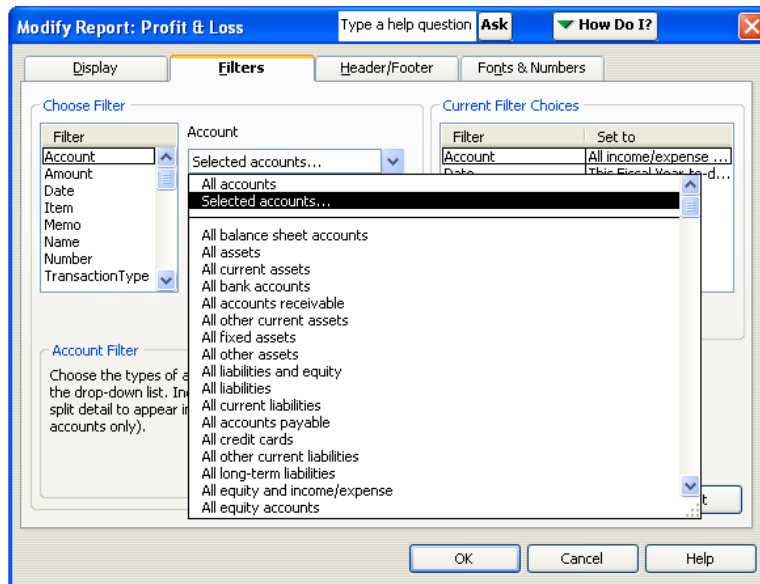 Modify Report: Profit & Loss
Type a help question
Ask
How Do I?
Display
Filters
Header/Footer
Fonts & Numbers
Choose Filter
Filter
Account
Amount
Date
Item
Memo
Name
Number
TransactionType
Account
Selected accounts...
All accounts
Selected accounts...
All balance sheet accounts
All assets
All current assets
All bank accounts
All accounts receivable
All other current assets
All fixed assets
All other assets
All liabilities and equity
All liabilities
All current liabilities
All accounts payable
All credit cards
All other current liabilities
All long-term liabilities
All equity and income/expense
All equity accounts
Current Filter Choices
Filter Set to
Account All income/expense ...
Date This Fiscal Year-to-d...
Account Filter
Choose the types of a
the drop-down list. In
split detail to appear i
accounts only).
t
OK
Cancel
Help